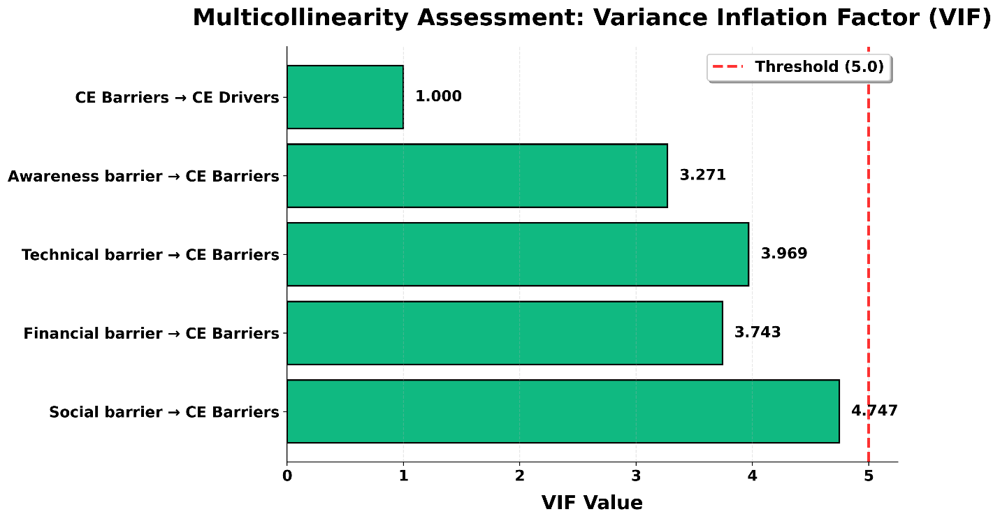 Multicollinearity Assessment: Variance Inflation Factor (VIF)
Threshold (5.0)
CE Barriers → CE Drivers
1.000
Awareness barrier → CE Barriers
3.271
Technical barrier → CE Barriers
3.969
Financial barrier → CE Barriers
3.743
Social barrier → CE Barriers
4.747
0 1 2 3 4 5
VIF Value